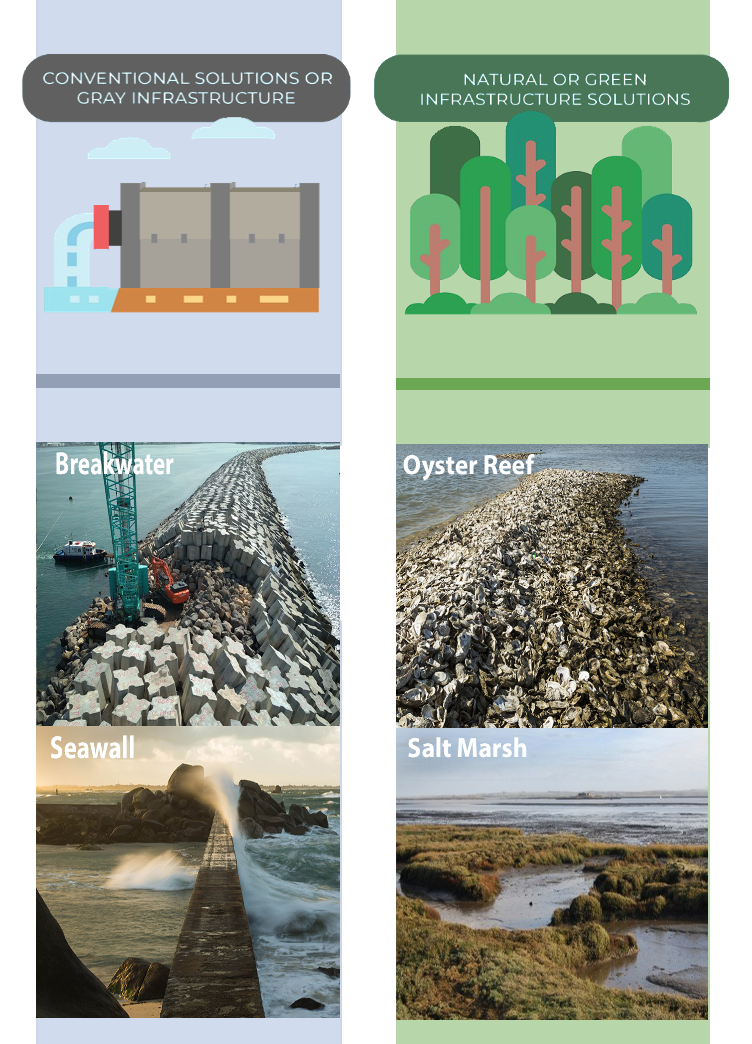 CONVENTIONAL SOLUTIONS OR
GRAY INFRASTRUCTURE
NATURAL OR GREEN
INFRASTRUCTURE SOLUTIONS
Breakwater
Oyster Reef
Seawall
Salt Marsh